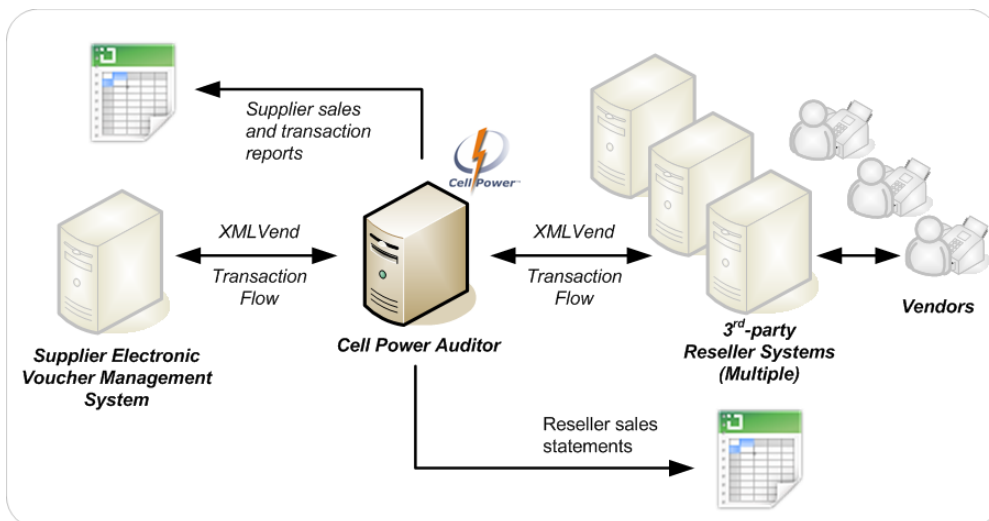 Supplier sales
and transaction
reports
Cell Power™
XMLVend
Transaction
Flow
XMLVend
Transaction
Flow
Supplier Electronic
Voucher Management
System
Cell Power Auditor
3rd-party
Reseller Systems
(Multiple)
Vendors
Reseller sales
statements